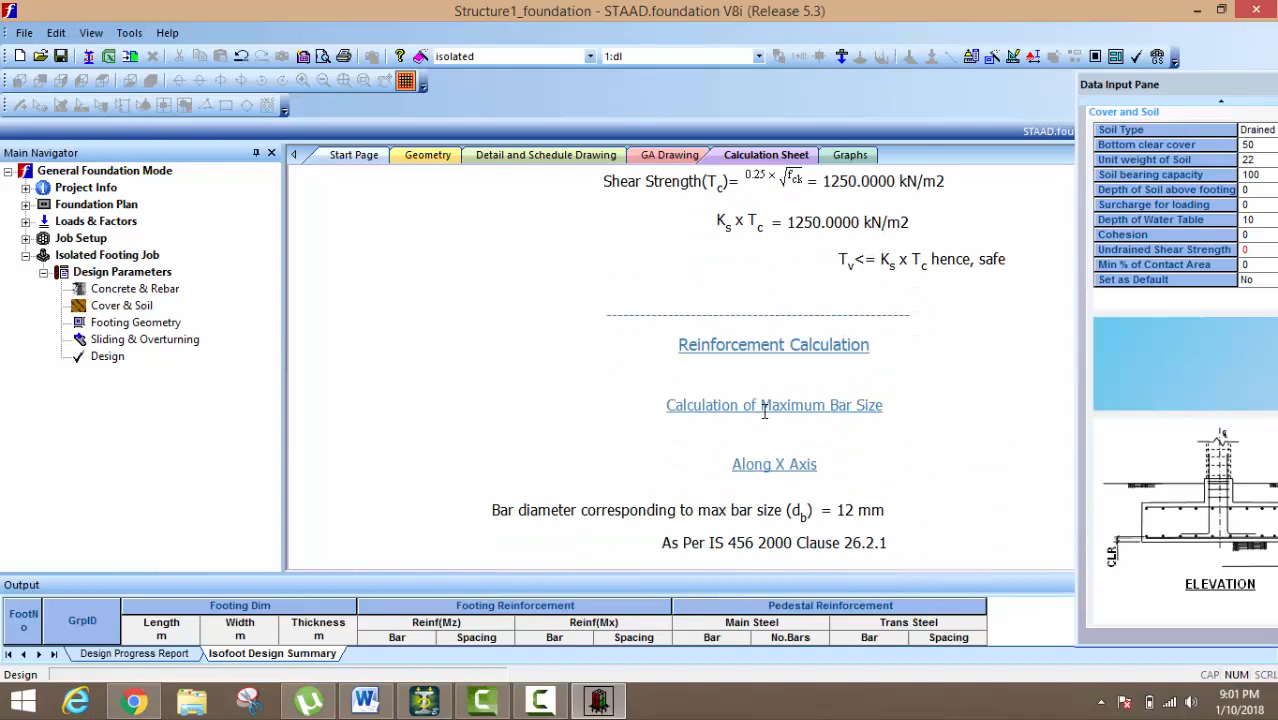 Structure1_foundation - STAAD.foundation V8i (Release 5.3)
File Edit View Tools Help
isolated 1:dl
Data Input Pane
STAAD.fou
Main Navigator
Start Page Geometry Detail and Schedule Drawing GA Drawing Calculation Sheet Graphs
Cover and Soil
Soil Type Drained
Bottom clear cover 50
Unit weight of Soil 22
Soil bearing capacity 100
Depth of Soil above footing 0
Surcharge for loading 0
Depth of Water Table 10
Cohesion 0
Undrained Shear Strength 0
Min % of Contact Area 0
Set as Default No
General Foundation Mode
Project Info
Foundation Plan
Loads & Factors
Job Setup
Isolated Footing Job
Design Parameters
Concrete & Rebar
Cover & Soil
Footing Geometry
Sliding & Overturning
Design
Shear Strength(Tc)= 0.25 × √fck = 1250.0000 kN/m2
Ks x Tc = 1250.0000 kN/m2
Tv<= Ks x Tc hence, safe
Reinforcement Calculation
Calculation of Maximum Bar Size
Along X Axis
Bar diameter corresponding to max bar size (db) = 12 mm
As Per IS 456 2000 Clause 26.2.1
CLR
ELEVATION
Output
FootN o GrpID Footing Dim Footing Reinforcement Pedestal Reinforcement
Length m Width m Thickness m Reinf(Mz) Reinf(Mx) Main Steel Trans Steel
Bar Spacing Bar Spacing Bar No.Bars Bar Spacing
Design Progress Report Isofoot Design Summary
Design CAP NUM SCRL
9:01 PM
1/10/2018